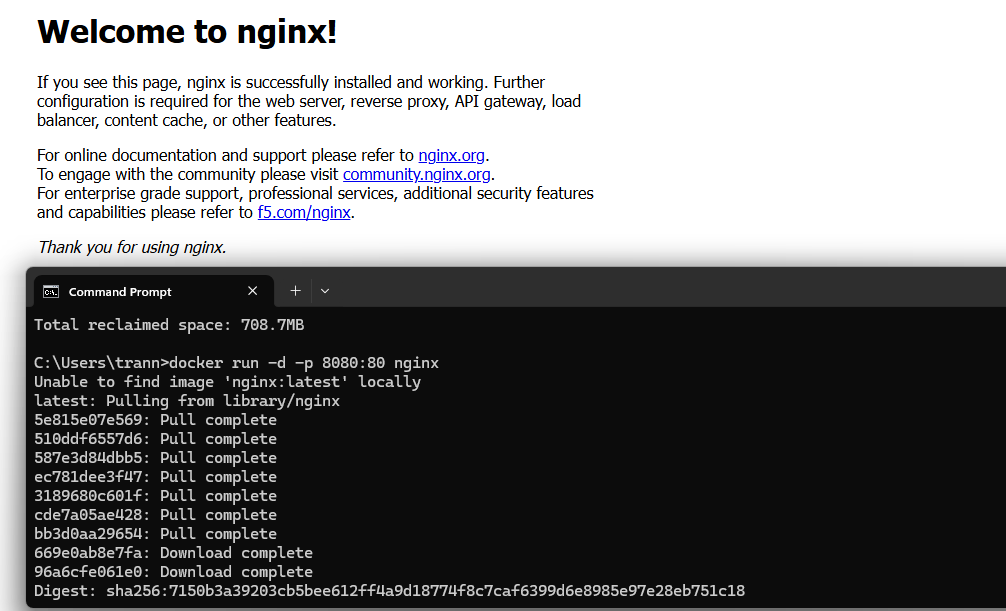 Welcome to nginx!
If you see this page, nginx is successfully installed and working. Further
configuration is required for the web server, reverse proxy, API gateway, load
balancer, content cache, or other features.
For online documentation and support please refer to nginx.org.
To engage with the community please visit community.nginx.org.
For enterprise grade support, professional services, additional security features
and capabilities please refer to f5.com/nginx.
Thank you for using nginx.
Command Prompt
Total reclaimed space: 708.7MB
C:\Users\trann>docker run -d -p 8080:80 nginx
Unable to find image 'nginx:latest' locally
latest: Pulling from library/nginx
5e815e07e569: Pull complete
510ddf6557d6: Pull complete
587e3d84dbb5: Pull complete
ec781dee3f47: Pull complete
3189680c601f: Pull complete
cde7a05ae428: Pull complete
bb3d0aa29654: Pull complete
669e0ab8e7fa: Download complete
96a6cfe061e0: Download complete
Digest: sha256:7150b3a39203cb5bee612ff4a9d18774f8c7caf6399d6e8985e97e28eb751c18